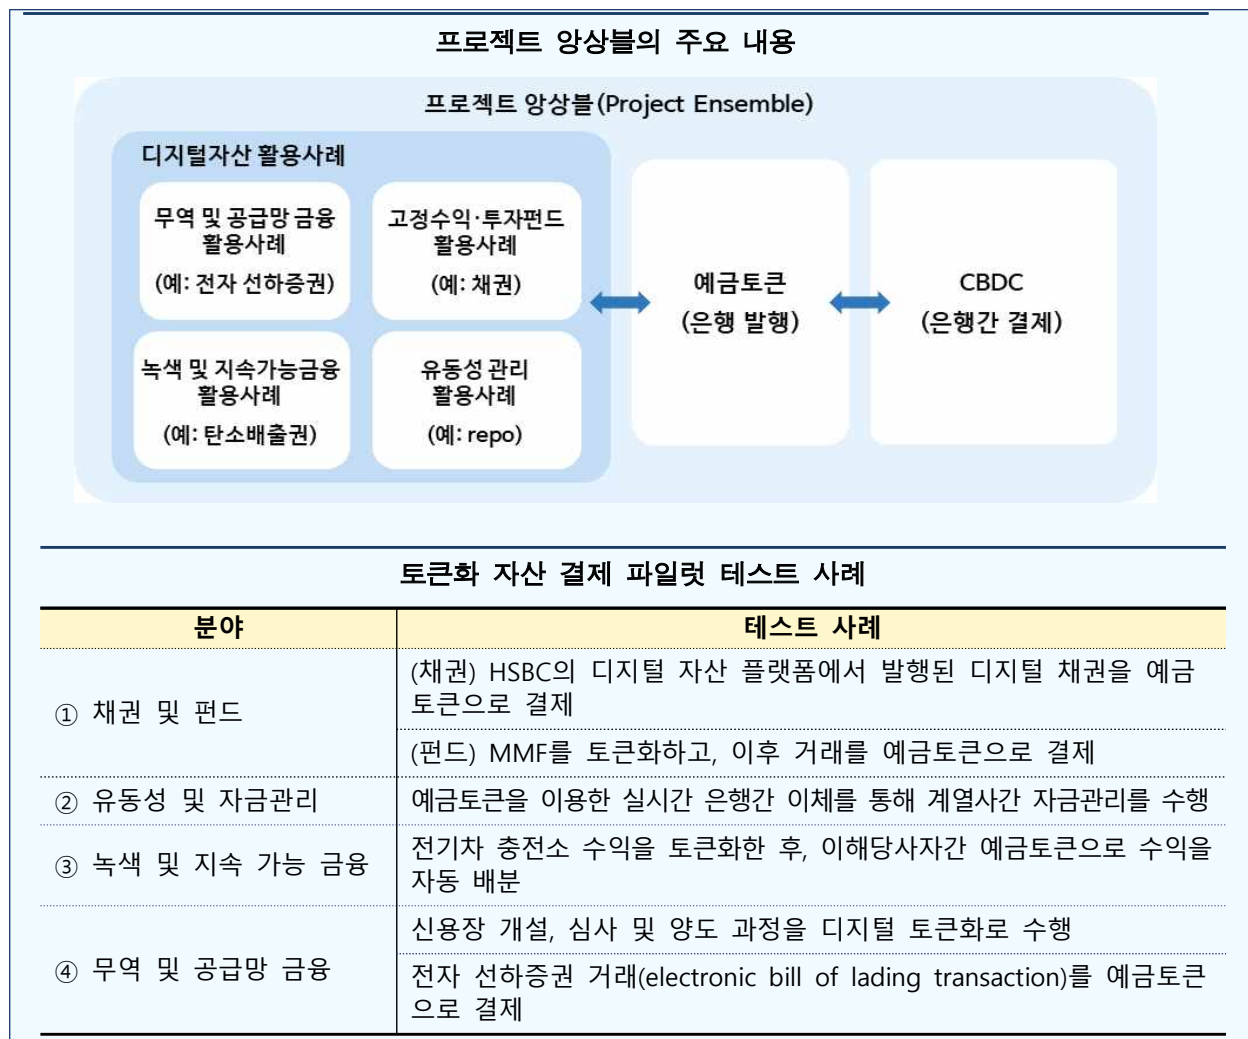 프로젝트 앙상블의 주요 내용
프로젝트 앙상블(Project Ensemble)
디지털자산 활용사례
무역 및 공급망 금융
활용사례
(예: 전자 선하증권)
고정수익·투자펀드
활용사례
(예: 채권)
녹색 및 지속가능금융
활용사례
(예: 탄소배출권)
유동성 관리
활용사례
(예: repo)
예금토큰
(은행 발행)
CBDC
(은행간 결제)
토큰화 자산 결제 파일럿 테스트 사례
분야
테스트 사례
① 채권 및 펀드
(채권) HSBC의 디지털 자산 플랫폼에서 발행된 디지털 채권을 예금
토큰으로 결제
(펀드) MMF를 토큰화하고, 이후 거래를 예금토큰으로 결제
② 유동성 및 자금관리
예금토큰을 이용한 실시간 은행간 이체를 통해 계열사간 자금관리를 수행
③ 녹색 및 지속 가능 금융
전기차 충전소 수익을 토큰화한 후, 이해당사자간 예금토큰으로 수익을
자동 배분
④ 무역 및 공급망 금융
신용장 개설, 심사 및 양도 과정을 디지털 토큰화로 수행
전자 선하증권 거래(electronic bill of lading transaction)를 예금토큰
으로 결제